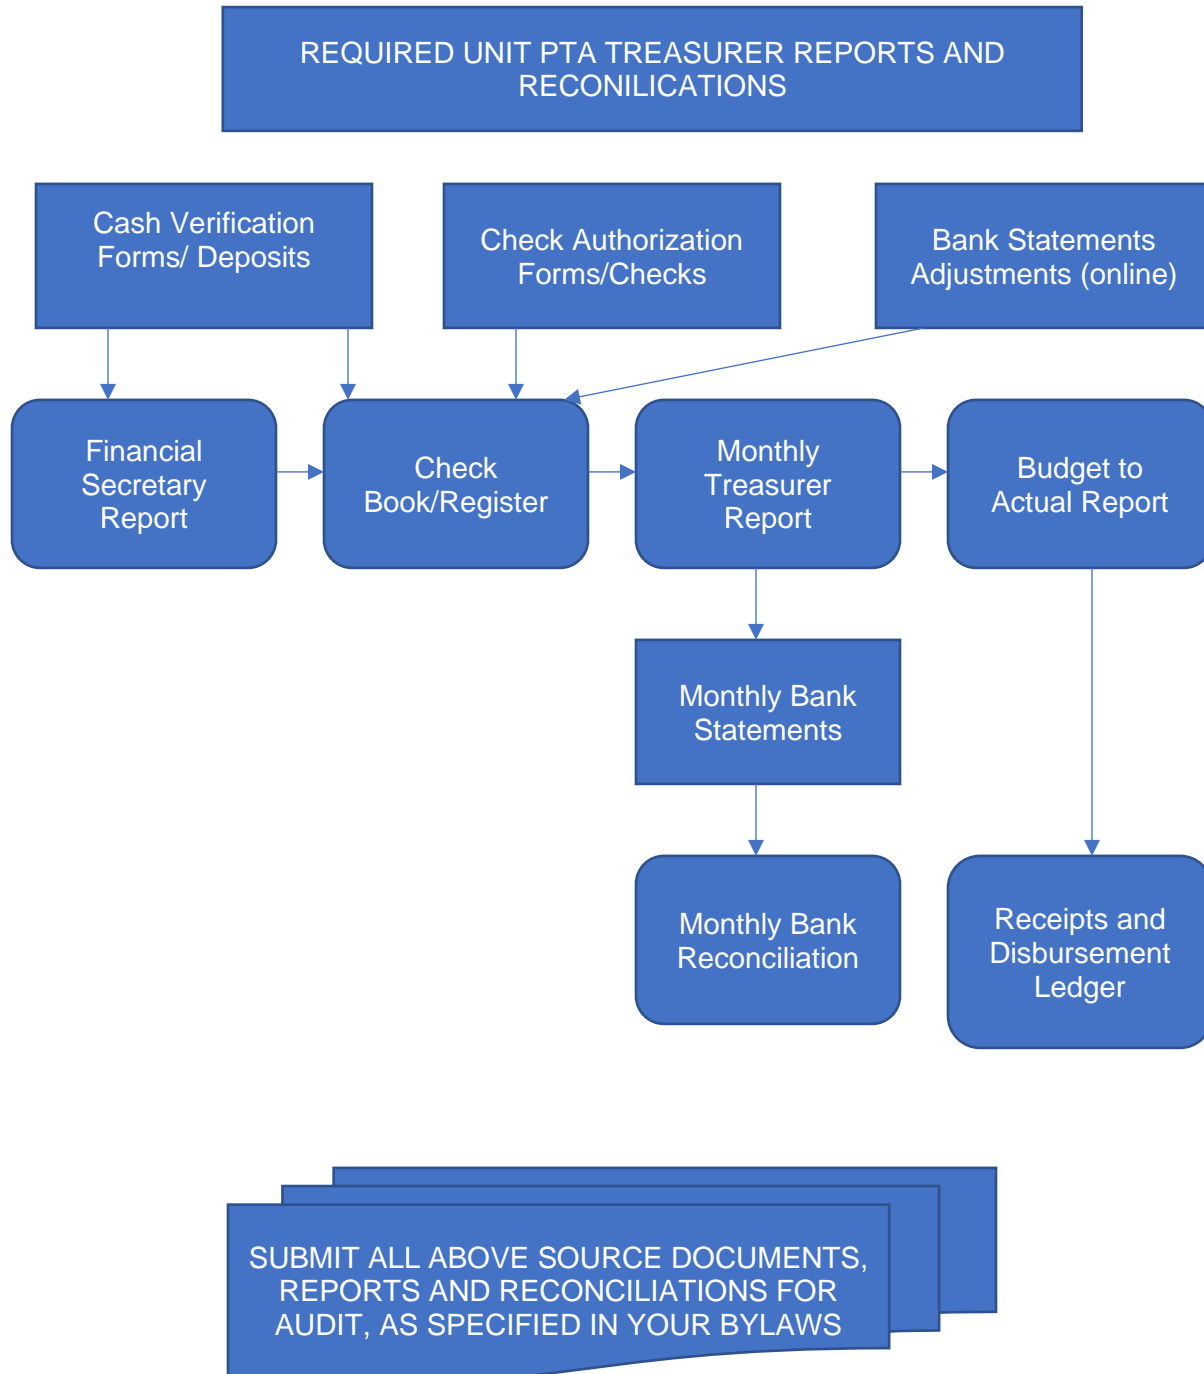 REQUIRED UNIT PTA TREASURER REPORTS AND
RECONILICATIONS
Cash Verification
Forms/ Deposits
Check Authorization
Forms/Checks
Bank Statements
Adjustments (online)
Financial
Secretary
Report
Check
Book/Register
Monthly
Treasurer
Report
Budget to
Actual Report
Monthly Bank
Statements
Monthly Bank
Reconciliation
Receipts and
Disbursement
Ledger
SUBMIT ALL ABOVE SOURCE DOCUMENTS,
REPORTS AND RECONCILIATIONS FOR
AUDIT, AS SPECIFIED IN YOUR BYLAWS